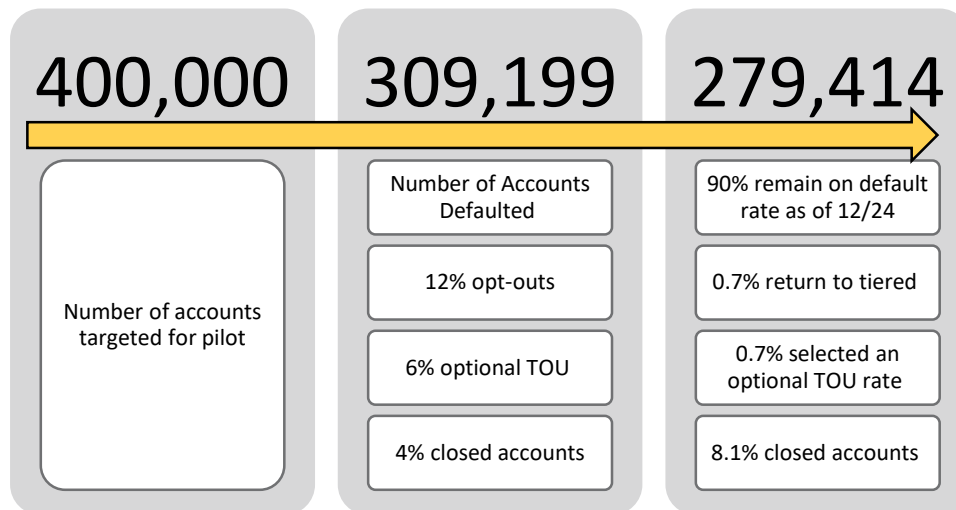 400,000
Number of accounts
targeted for pilot
309,199
Number of Accounts
Defaulted
12% opt-outs
6% optional TOU
4% closed accounts
279,414
90% remain on default
rate as of 12/24
0.7% return to tiered
0.7% selected an
optional TOU rate
8.1% closed accounts